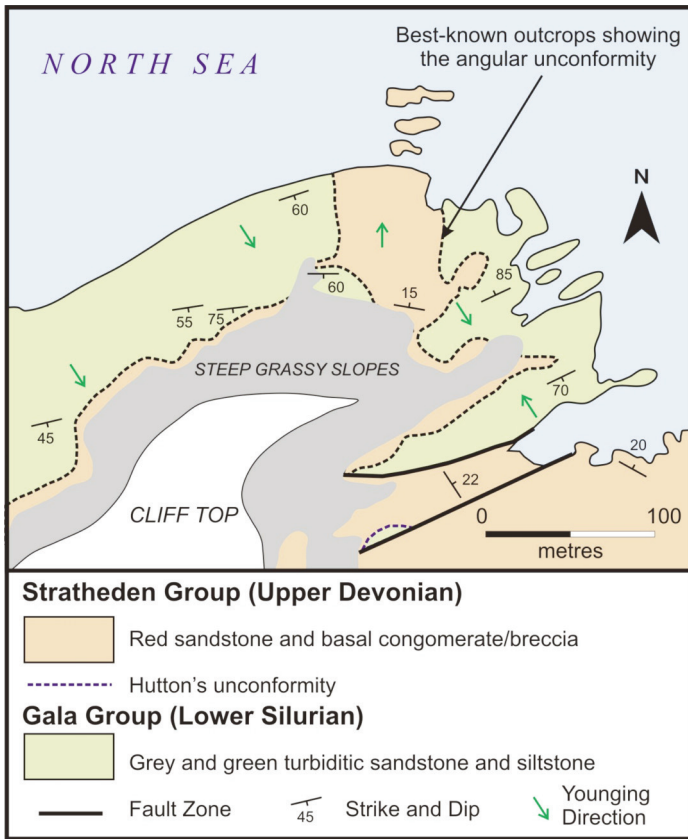 NORTH SEA
Best-known outcrops showing
the angular unconformity
N
60
60
15
85
55
75
STEEP GRASSY SLOPES
70
45
20
22
CLIFF TOP
0
100
metres
Stratheden Group (Upper Devonian)
Red sandstone and basal congomerate/breccia
Hutton's unconformity
Gala Group (Lower Silurian)
Grey and green turbiditic sandstone and siltstone
Fault Zone
45
Strike and Dip
Younging
Direction